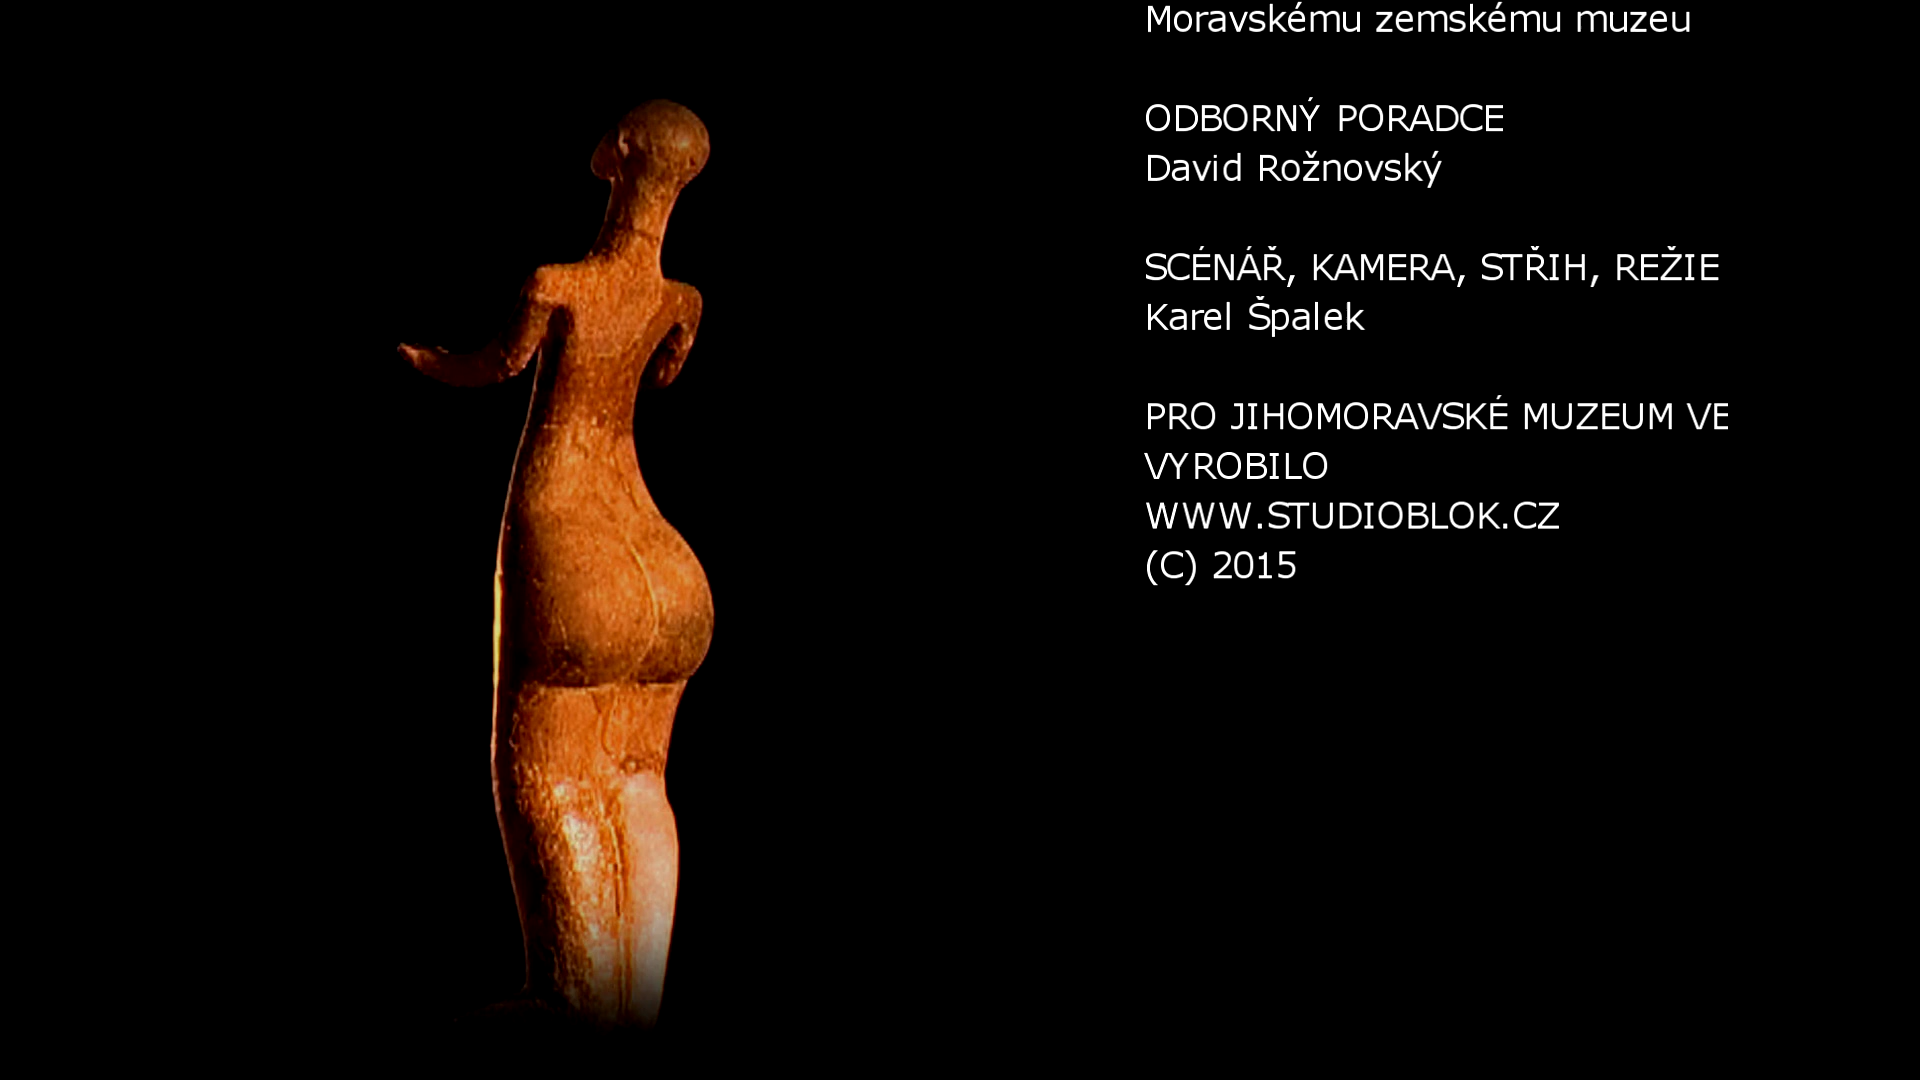 Moravskému zemskému muzeu
ODBORNÝ PORADCE
David Rožnovský
SCÉNÁŘ, KAMERA, STŘIH, REŽIE
Karel Špalek
PRO JIHOMORAVSKÉ MUZEUM VE
VYROBILO
WWW.STUDIOBLOK.CZ
(C) 2015